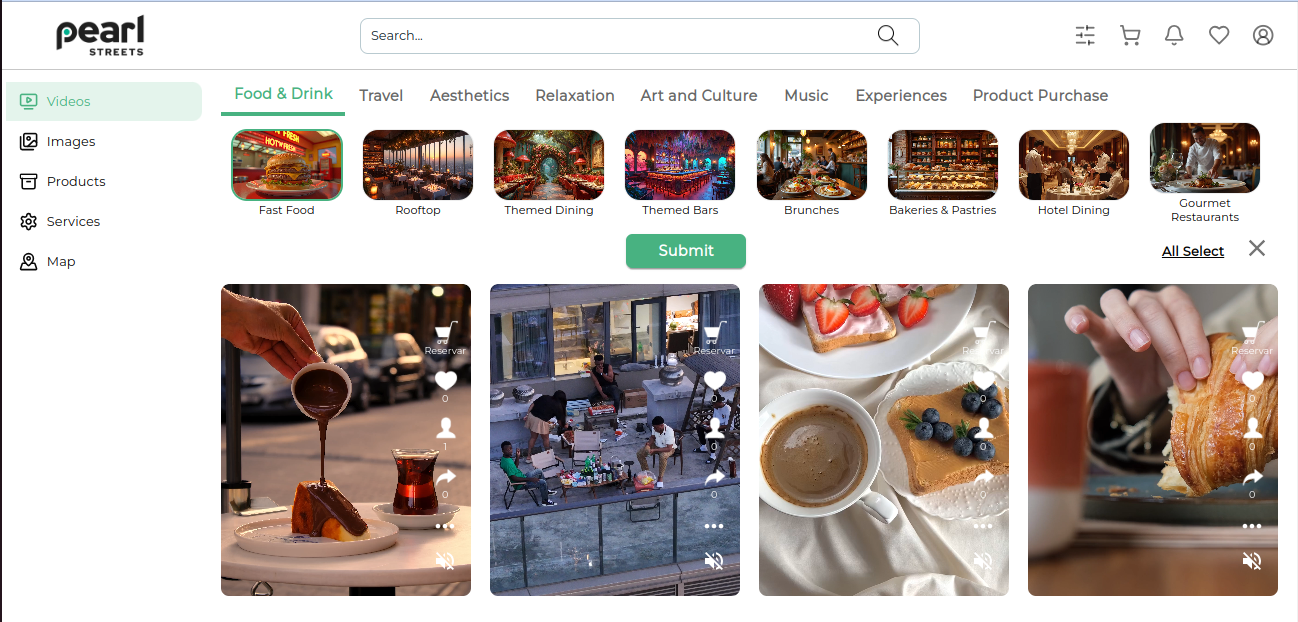 pearl
STREETS
Search...
Videos
Images
Products
Services
Map
Food & Drink
Travel
Aesthetics
Relaxation
Art and Culture
Music
Experiences
Product Purchase
HOTW FRESH
Fast Food
Rooftop
Themed Dining
Themed Bars
Brunches
Bakeries & Pastries
Hotel Dining
Gourmet
Restaurants
Submit
All Select
Reservar
0
1
0
Reservar
0
0
0
Reservar
0
0
0
Reservar
0
0
0